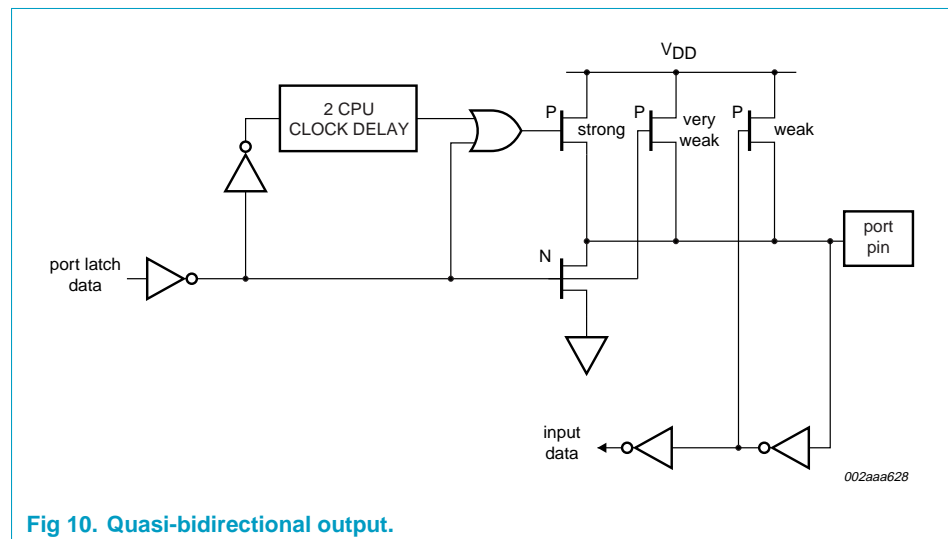 VDD
2 CPU
CLOCK DELAY
P
strong
P
very
weak
P
weak
port
pin
port latch
data
N
input
data
002aaa628
Fig 10. Quasi-bidirectional output.